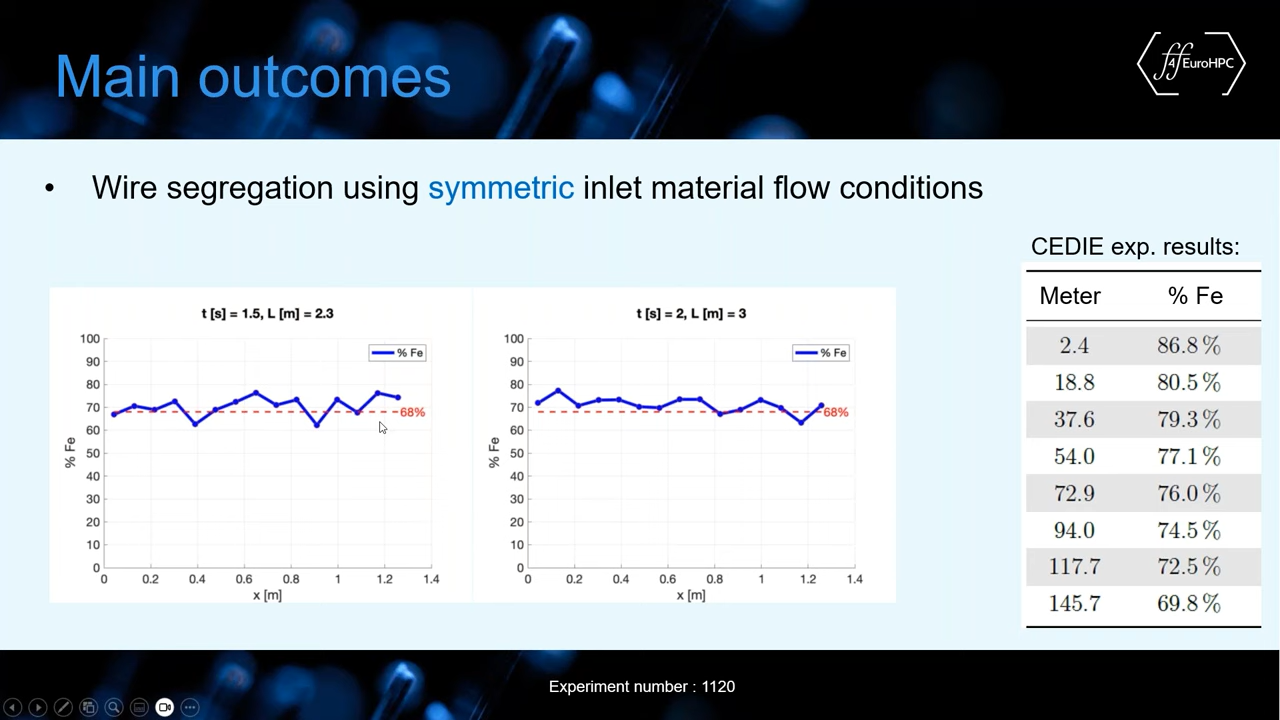 Main outcomes
ff4EuroHPC
• Wire segregation using symmetric inlet material flow conditions
t [s] = 1.5, L [m] = 2.3
100
90
80
70
60
50
40
30
20
10
0
% Fe
% Fe
68%
0 0.2 0.4 0.6 0.8 1 1.2 1.4
x [m]
t [s] = 2, L [m] = 3
100
90
80
70
60
50
40
30
20
10
0
% Fe
% Fe
68%
0 0.2 0.4 0.6 0.8 1 1.2 1.4
x [m]
CEDIE exp. results:
Meter % Fe
2.4 86.8 %
18.8 80.5 %
37.6 79.3 %
54.0 77.1 %
72.9 76.0 %
94.0 74.5 %
117.7 72.5 %
145.7 69.8 %
Experiment number : 1120